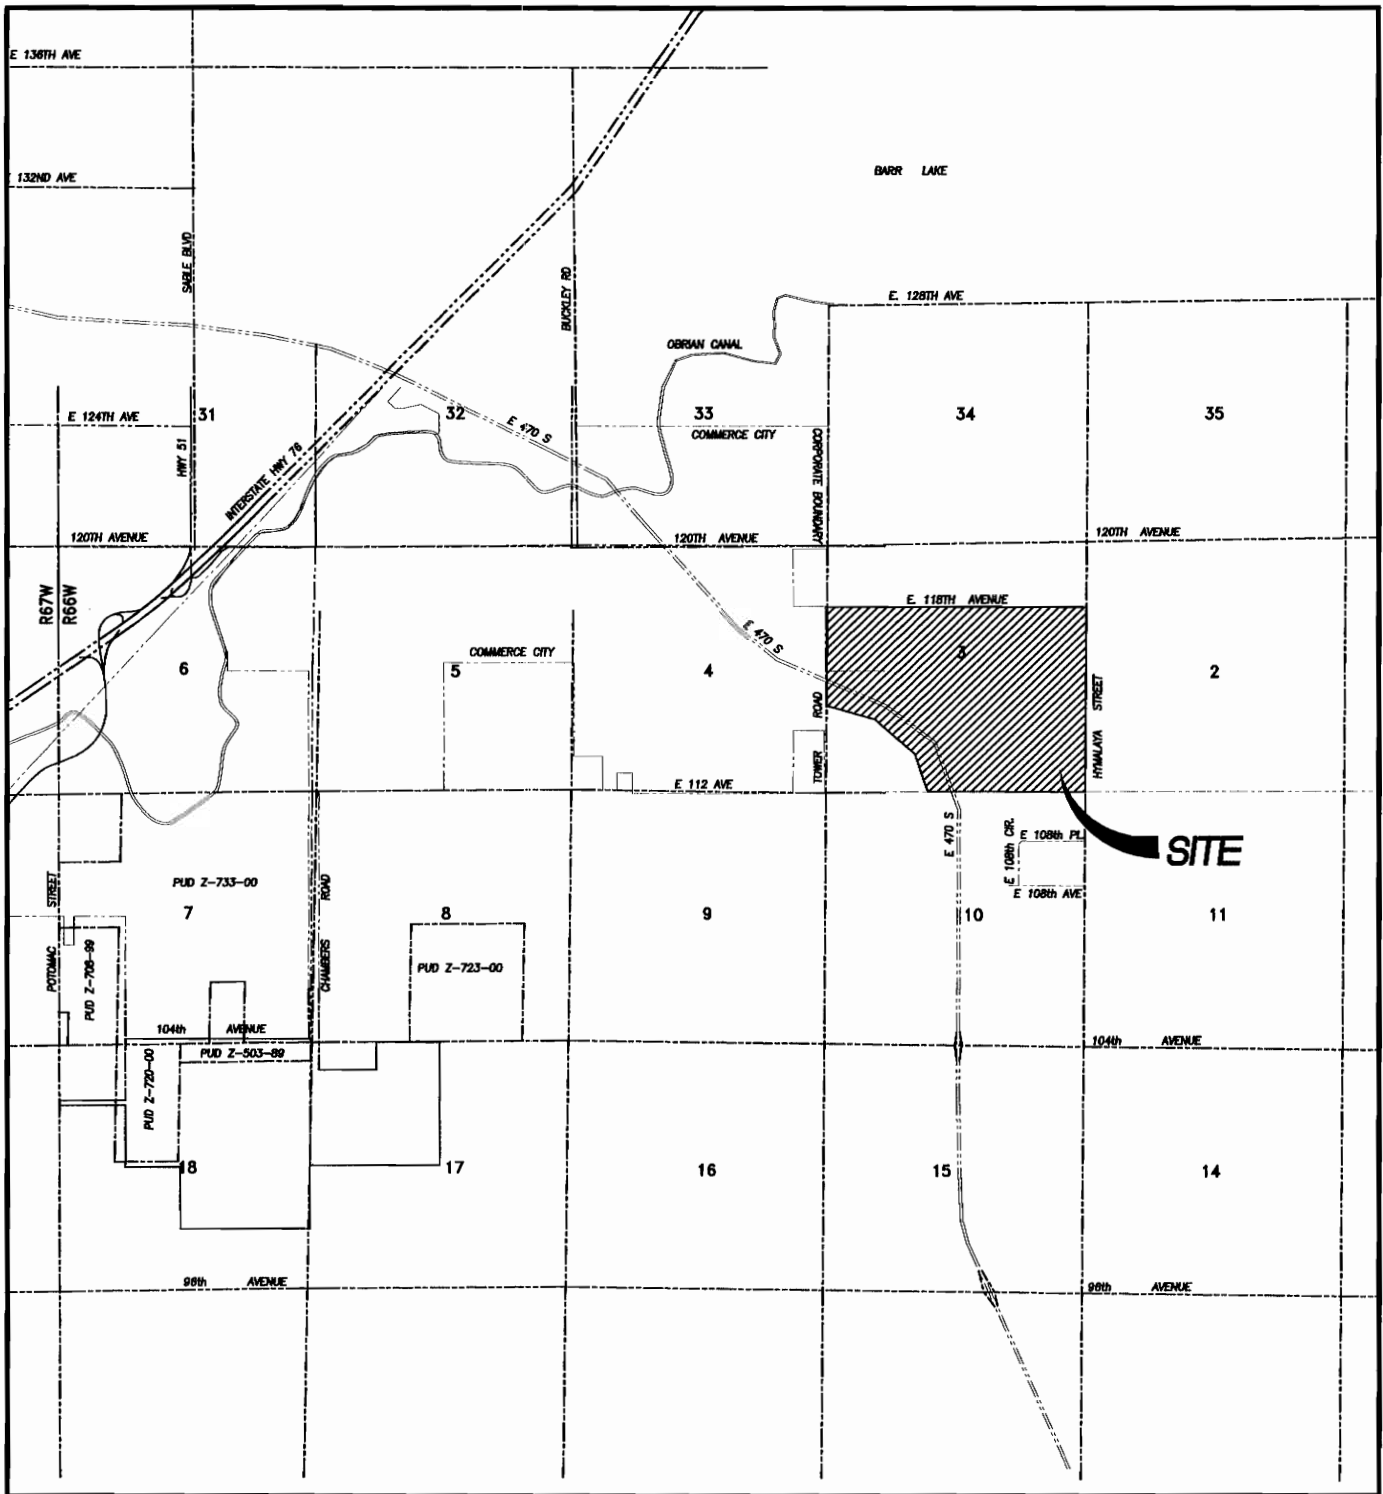 E 136TH AVE
132ND AVE
BARR LAKE
SABLE BLVD
BUCKLEY RD
E. 128TH AVE
OBRIAN CANAL
E 124TH AVE
31
32
33
34
35
E 470 S
COMMERCE CITY
HWY 51
INTERSTATE HWY 76
CORPORATE BOUNDARY
120TH AVENUE
120TH AVENUE
120TH AVENUE
R67W
R66W
E. 118TH AVENUE
E 470 S
COMMERCE CITY
6
5
4
3
2
TOWER ROAD
HYMALAYA STREET
E 112 AVE
E 470 S
SITE
E 108th CIR.
E 108th PL
E 108th AVE
PUD Z-733-00
7
8
9
10
11
POTOMAC STREET
PUD Z-708-99
CHAMBERS ROAD
PUD Z-723-00
104th AVENUE
104th AVENUE
PUD Z-503-89
PUD Z-720-00
18
17
16
15
14
96th AVENUE
96th AVENUE